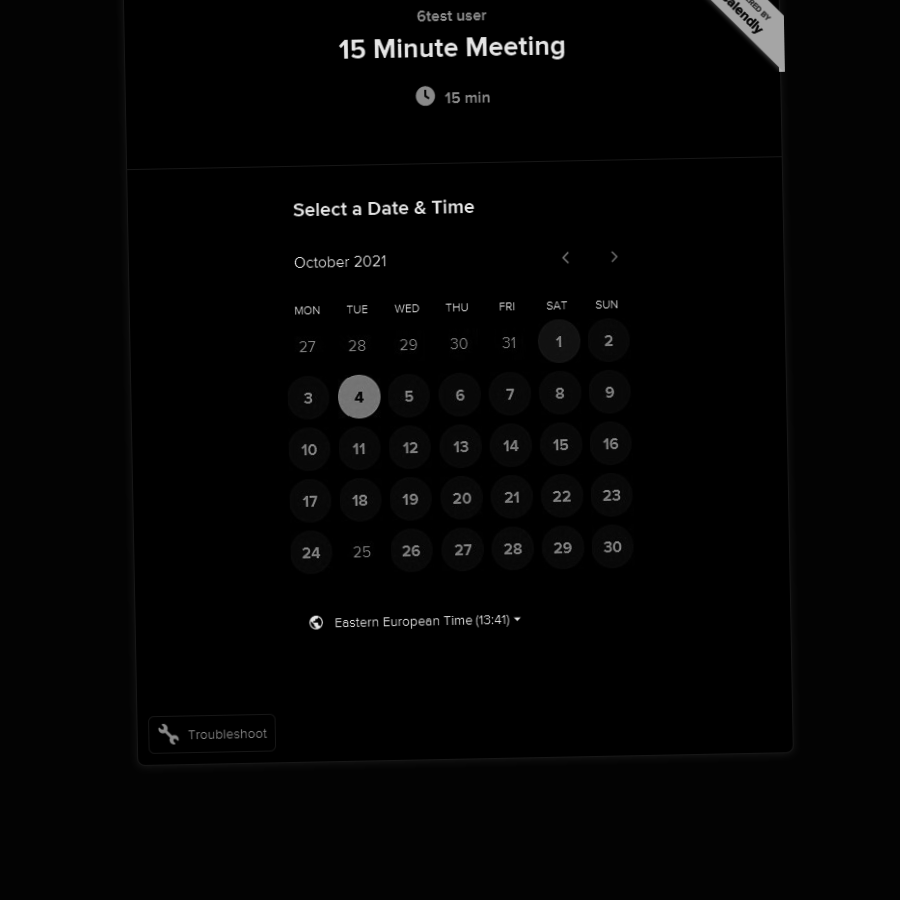 6test user
15 Minute Meeting
15 min
Select a Date & Time
October 2021
MON TUE WED THU FRI SAT SUN
27 28 29 30 31 1 2
3 4 5 6 7 8 9
10 11 12 13 14 15 16
17 18 19 20 21 22 23
24 25 26 27 28 29 30
Eastern European Time (13:41)
Troubleshoot